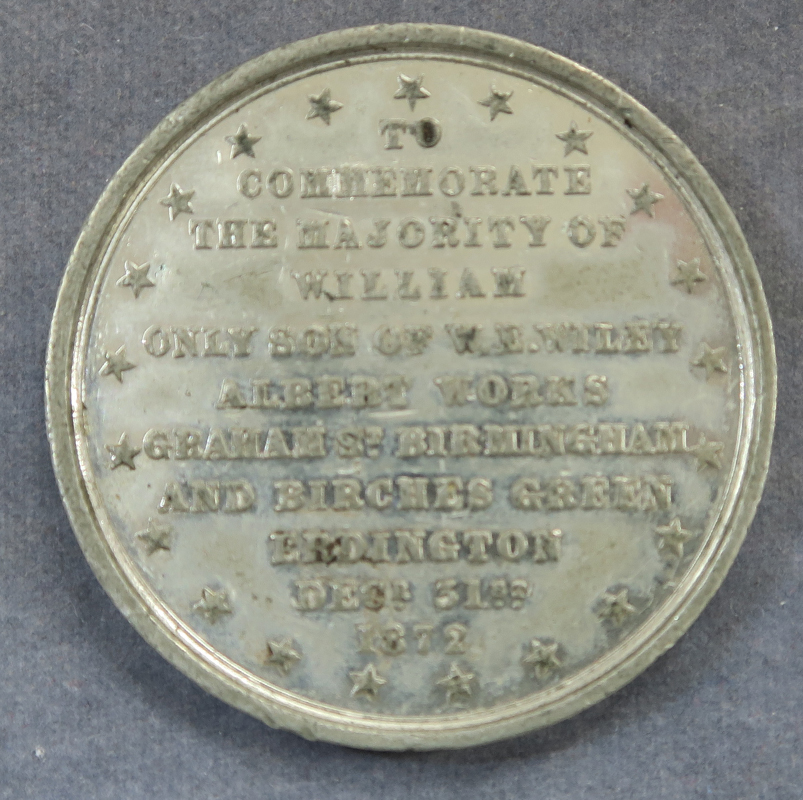 TO
COMMEMORATE
THE MAJORITY OF
WILLIAM
ONLY SON OF W.E.WILEY
ALBERT WORKS
GRAHAM ST BIRMINGHAM
AND BIRCHES GREEN
ERDINGTON
DECR 31ST
1872